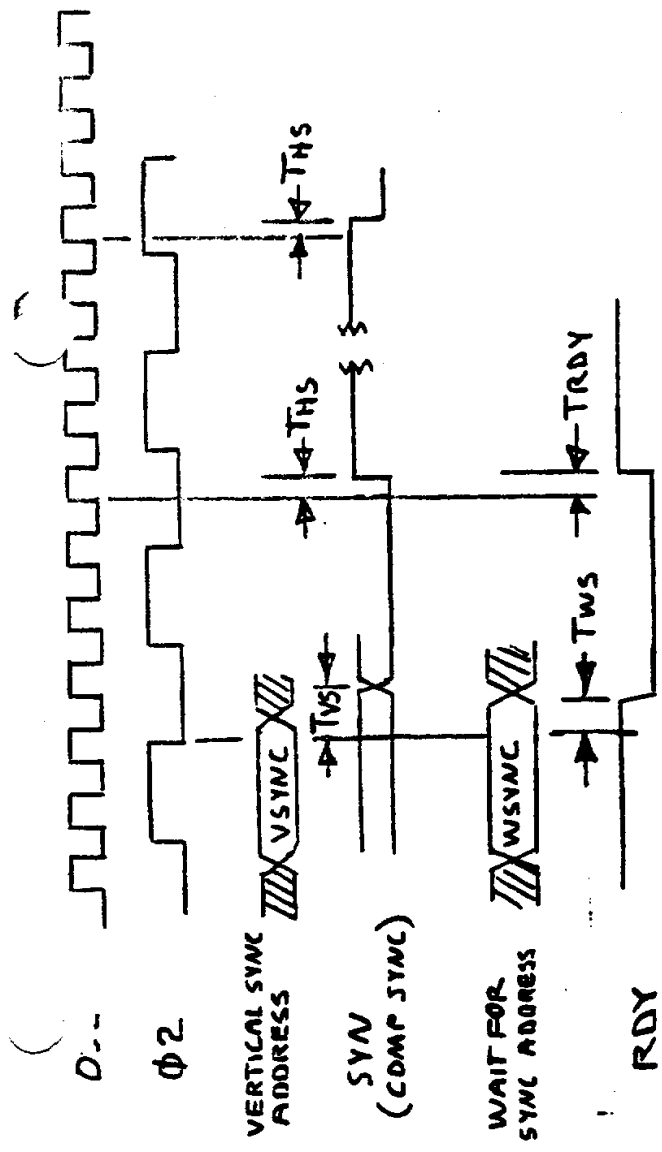 Φ2
VERTICAL SYNC
ADDRESS
VSYNC
TVS
SYN
(COMP SYNC)
THS
THS
WAIT FOR
SYNC ADDRESS
WSYNC
TWS
TRDY
RDY